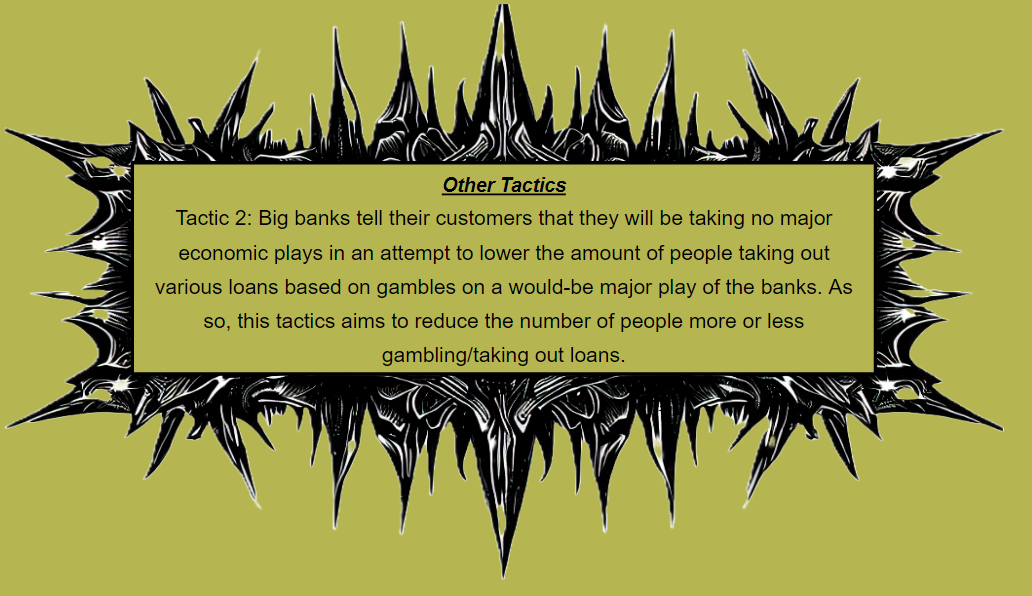 Other Tactics
Tactic 2: Big banks tell their customers that they will be taking no major
economic plays in an attempt to lower the amount of people taking out
various loans based on gambles on a would-be major play of the banks. As
so, this tactics aims to reduce the number of people more or less
gambling/taking out loans.